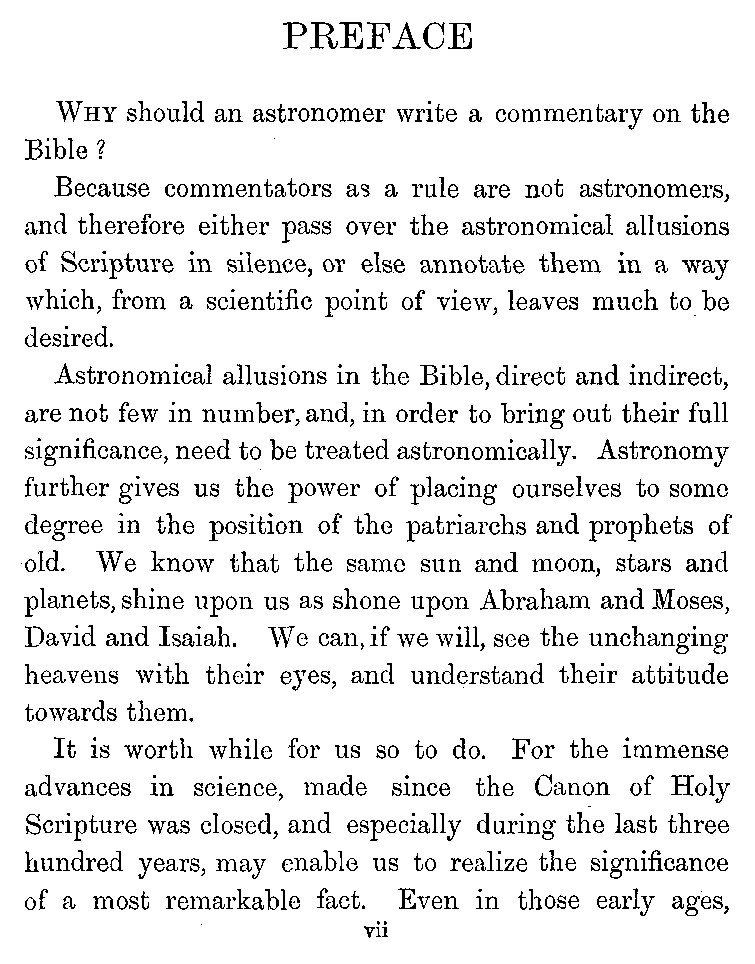 PREFACE
WHY should an astronomer write a commentary on the
Bible ?
Because commentators as a rule are not astronomers,
and therefore either pass over the astronomical allusions
of Scripture in silence, or else annotate them in a way
which, from a scientific point of view, leaves much to be
desired.
Astronomical allusions in the Bible, direct and indirect,
are not few in number, and, in order to bring out their full
significance, need to be treated astronomically. Astronomy
further gives us the power of placing ourselves to some
degree in the position of the patriarchs and prophets of
old. We know that the same sun and moon, stars and
planets, shine upon us as shone upon Abraham and Moses,
David and Isaiah. We can, if we will, see the unchanging
heavens with their eyes, and understand their attitude
towards them.
It is worth while for us so to do. For the immense
advances in science, made since the Canon of Holy
Scripture was closed, and especially during the last three
hundred years, may enable us to realize the significance
of a most remarkable fact. Even in those early ages,
vii